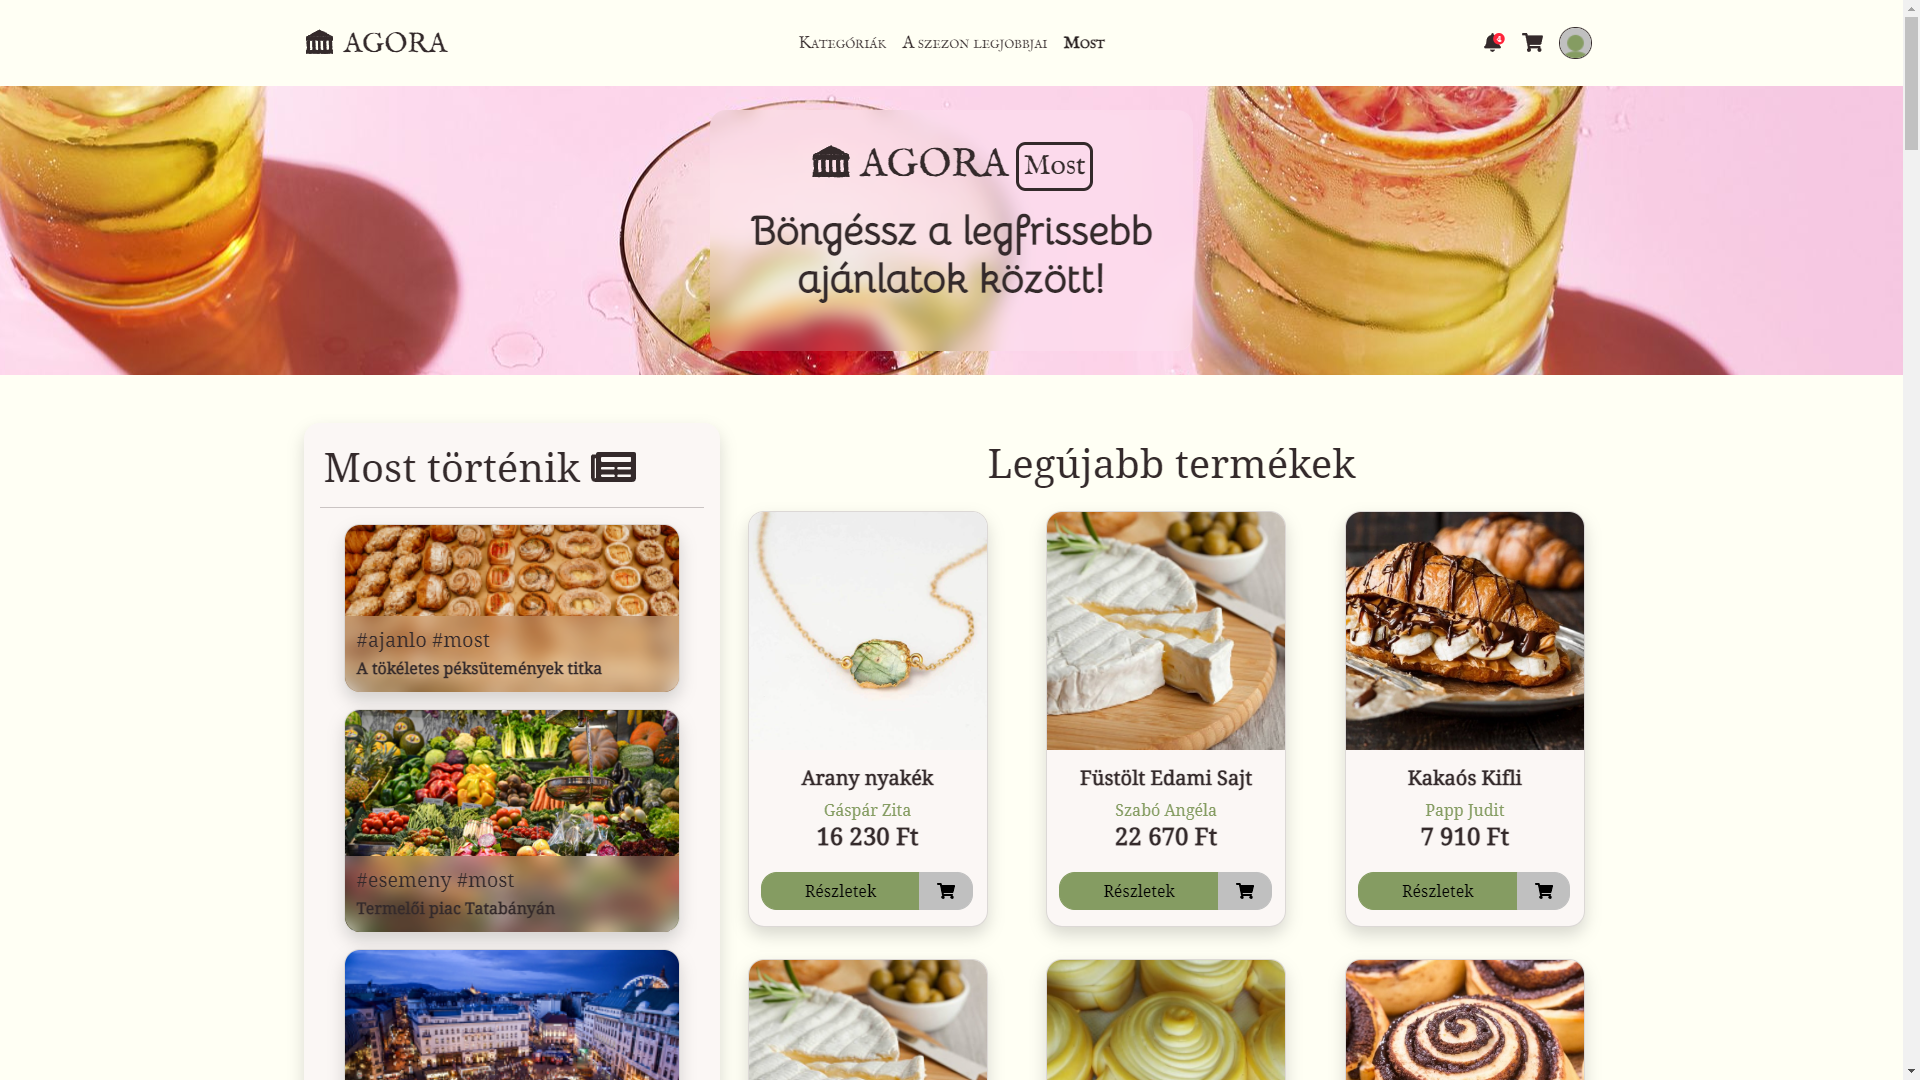 AGORA
Kategóriák A szezon legjobbjai Most
4
AGORA Most
Böngéssz a legfrissebb
ajánlatok között!
Most történik
#ajanlo #most
A tökéletes péksütemények titka
#esemeny #most
Termelői piac Tatabányán
Legújabb termékek
Arany nyakék
Gáspár Zita
16 230 Ft
Részletek
Füstölt Edami Sajt
Szabó Angéla
22 670 Ft
Részletek
Kakaós Kifli
Papp Judit
7 910 Ft
Részletek